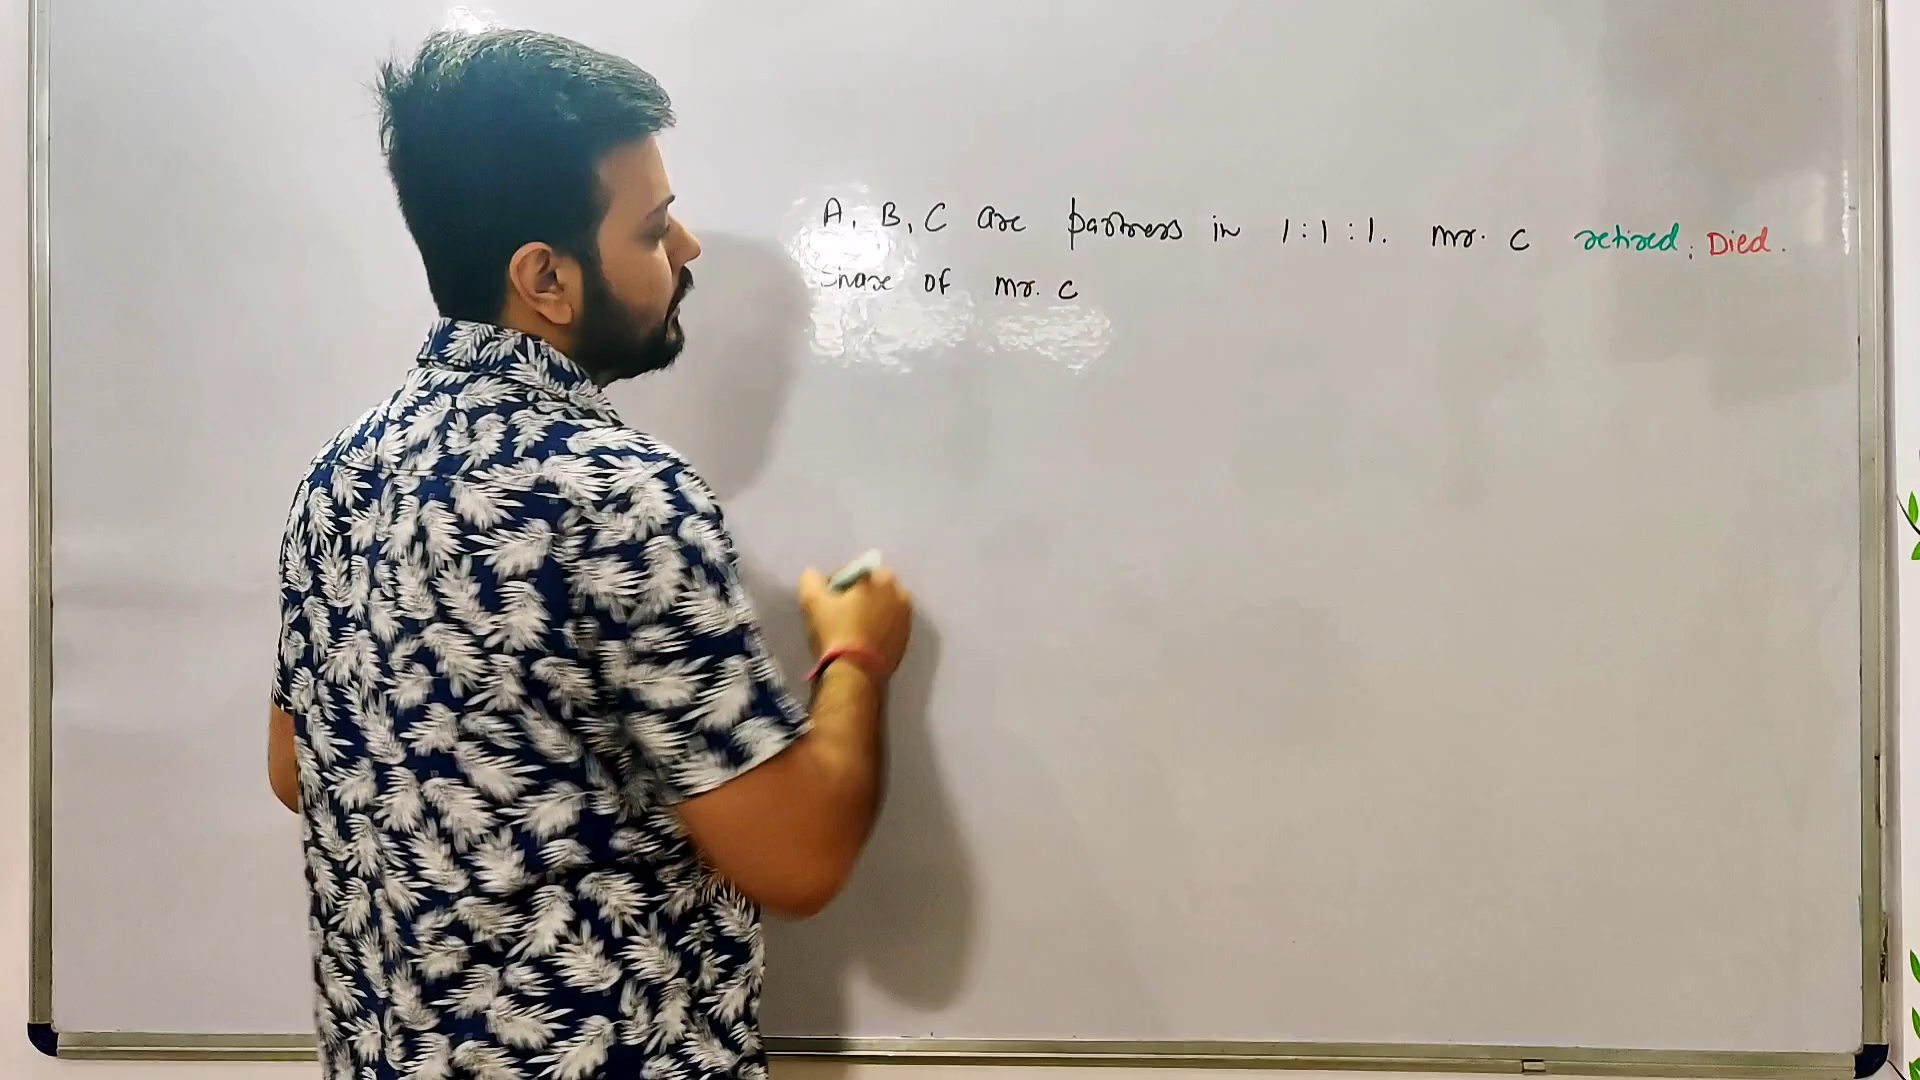 A, B, C are partners in 1:1:1. Mr. C retired; Died.
Share of Mr. C